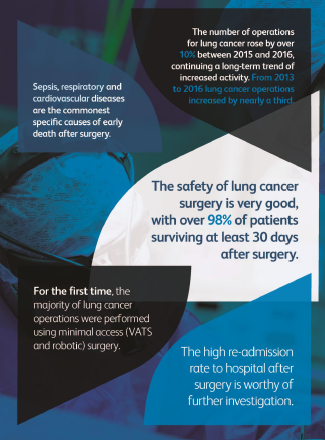 The number of operations
for lung cancer rose by over
10% between 2015 and 2016,
continuing a long-term trend of
increased activity. From 2013
to 2016 lung cancer operations
increased by nearly a third.
Sepsis, respiratory and
cardiovascular diseases
are the commonest
specific causes of early
death after surgery.
The safety of lung cancer
surgery is very good,
with over 98% of patients
surviving at least 30 days
after surgery.
For the first time, the
majority of lung cancer
operations were performed
using minimal access (VATS
and robotic) surgery.
The high re-admission
rate to hospital after
surgery is worthy of
further investigation.